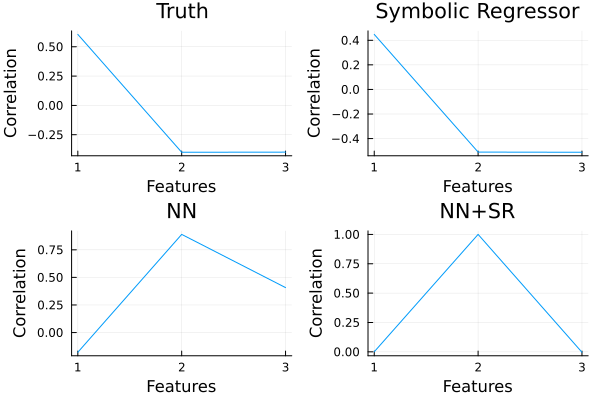 Truth
0.50
0.25
0.00
−0.25
Correlation
1 2 3
Features
Symbolic Regressor
0.4
0.2
0.0
−0.2
−0.4
Correlation
1 2 3
Features
NN
0.75
0.50
0.25
0.00
Correlation
1 2 3
Features
NN+SR
1.00
0.75
0.50
0.25
0.00
Correlation
1 2 3
Features